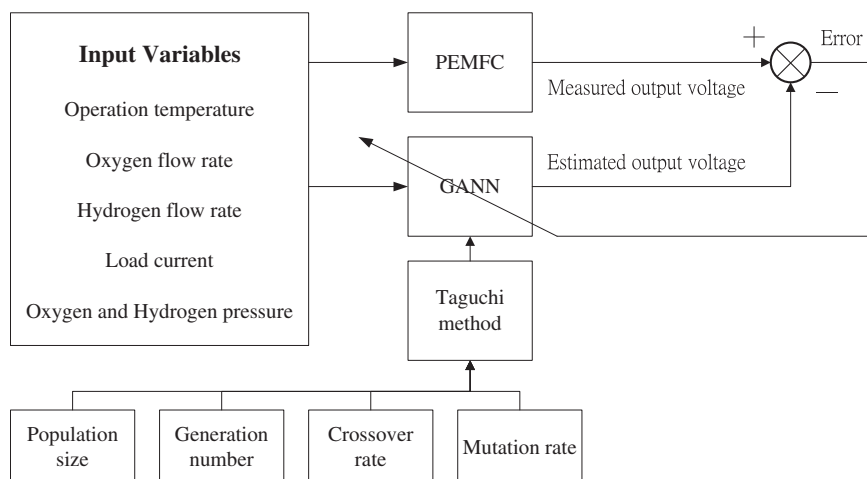 Input Variables
Operation temperature
Oxygen flow rate
Hydrogen flow rate
Load current
Oxygen and Hydrogen pressure
PEMFC
Measured output voltage
+
Error
−
GANN
Estimated output voltage
Taguchi
method
Population
size
Generation
number
Crossover
rate
Mutation rate